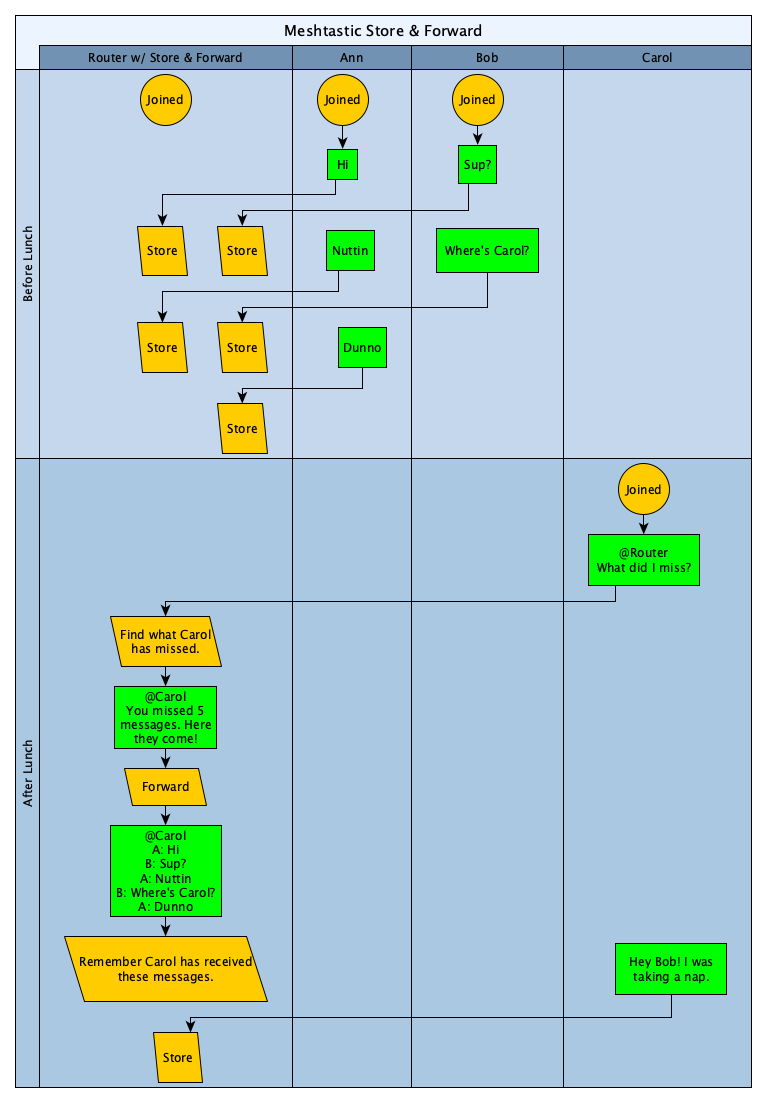 Meshtastic Store & Forward
Router w/ Store & Forward
Ann
Bob
Carol
Before Lunch
Joined
Joined
Joined
Hi
Sup?
Store
Store
Nuttin
Where's Carol?
Store
Store
Dunno
Store
After Lunch
Joined
@Router
What did I miss?
Find what Carol
has missed.
@Carol
You missed 5
messages. Here
they come!
Forward
@Carol
A: Hi
B: Sup?
A: Nuttin
B: Where's Carol?
A: Dunno
Remember Carol has received
these messages.
Hey Bob! I was
taking a nap.
Store